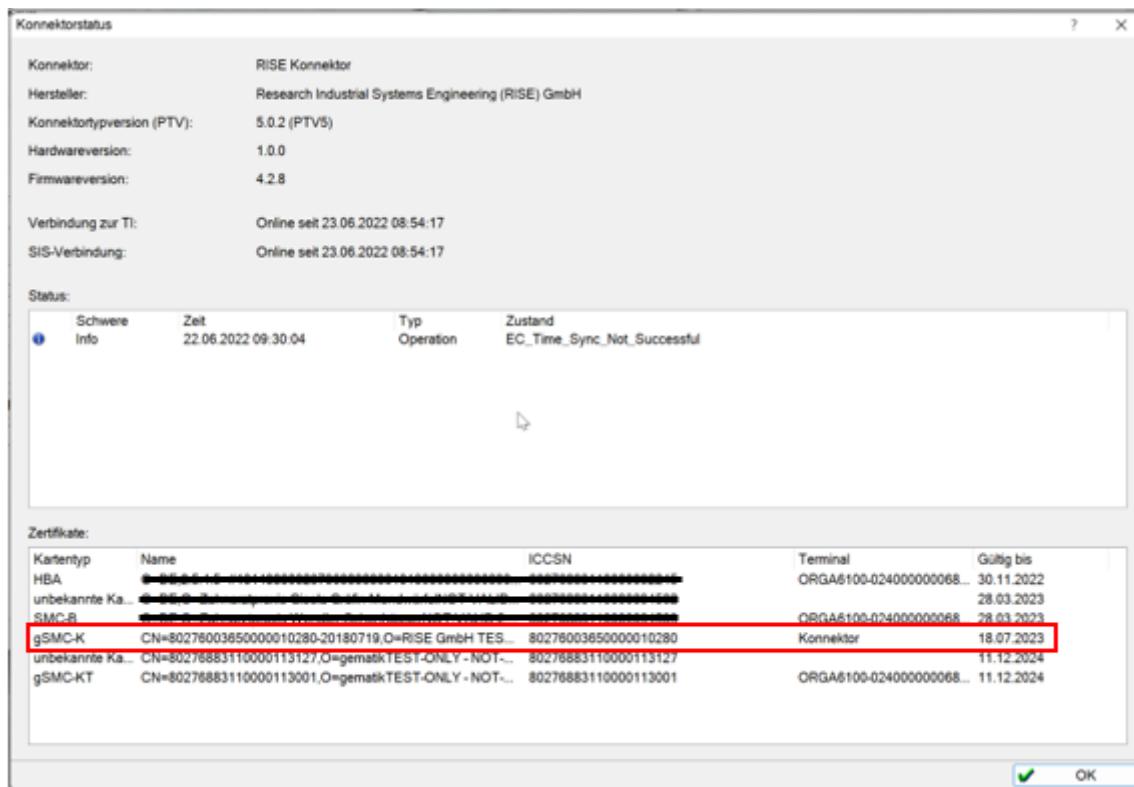 Konnektorstatus ?
Konnektor: RISE Konnektor
Hersteller: Research Industrial Systems Engineering (RISE) GmbH
Konnektortypversion (PTV): 5.0.2 (PTV5)
Hardwareversion: 1.0.0
Firmwareversion: 4.2.8
Verbindung zur TI: Online seit 23.06.2022 08:54:17
SIS-Verbindung: Online seit 23.06.2022 08:54:17
Status:
Schwere Zeit Typ Zustand
Info 22.06.2022 09:30:04 Operation EC_Time_Sync_Not_Successful
Zertifikate:
Kartentyp Name ICCSN Terminal Gültig bis
HBA ORGA6100-024000000068... 30.11.2022
unbekannte Ka... 28.03.2023
SMC-B ORGA6100-024000000068... 28.03.2023
gSMC-K CN=80276003650000010280-20180719,O=RISE GmbH TES... 80276003650000010280 Konnektor 18.07.2023
unbekannte Ka... CN=80276883110000113127,O=gematikTEST-ONLY - NOT-... 80276883110000113127 11.12.2024
gSMC-KT CN=80276883110000113001,O=gematikTEST-ONLY - NOT-... 80276883110000113001 ORGA6100-024000000068... 11.12.2024
OK